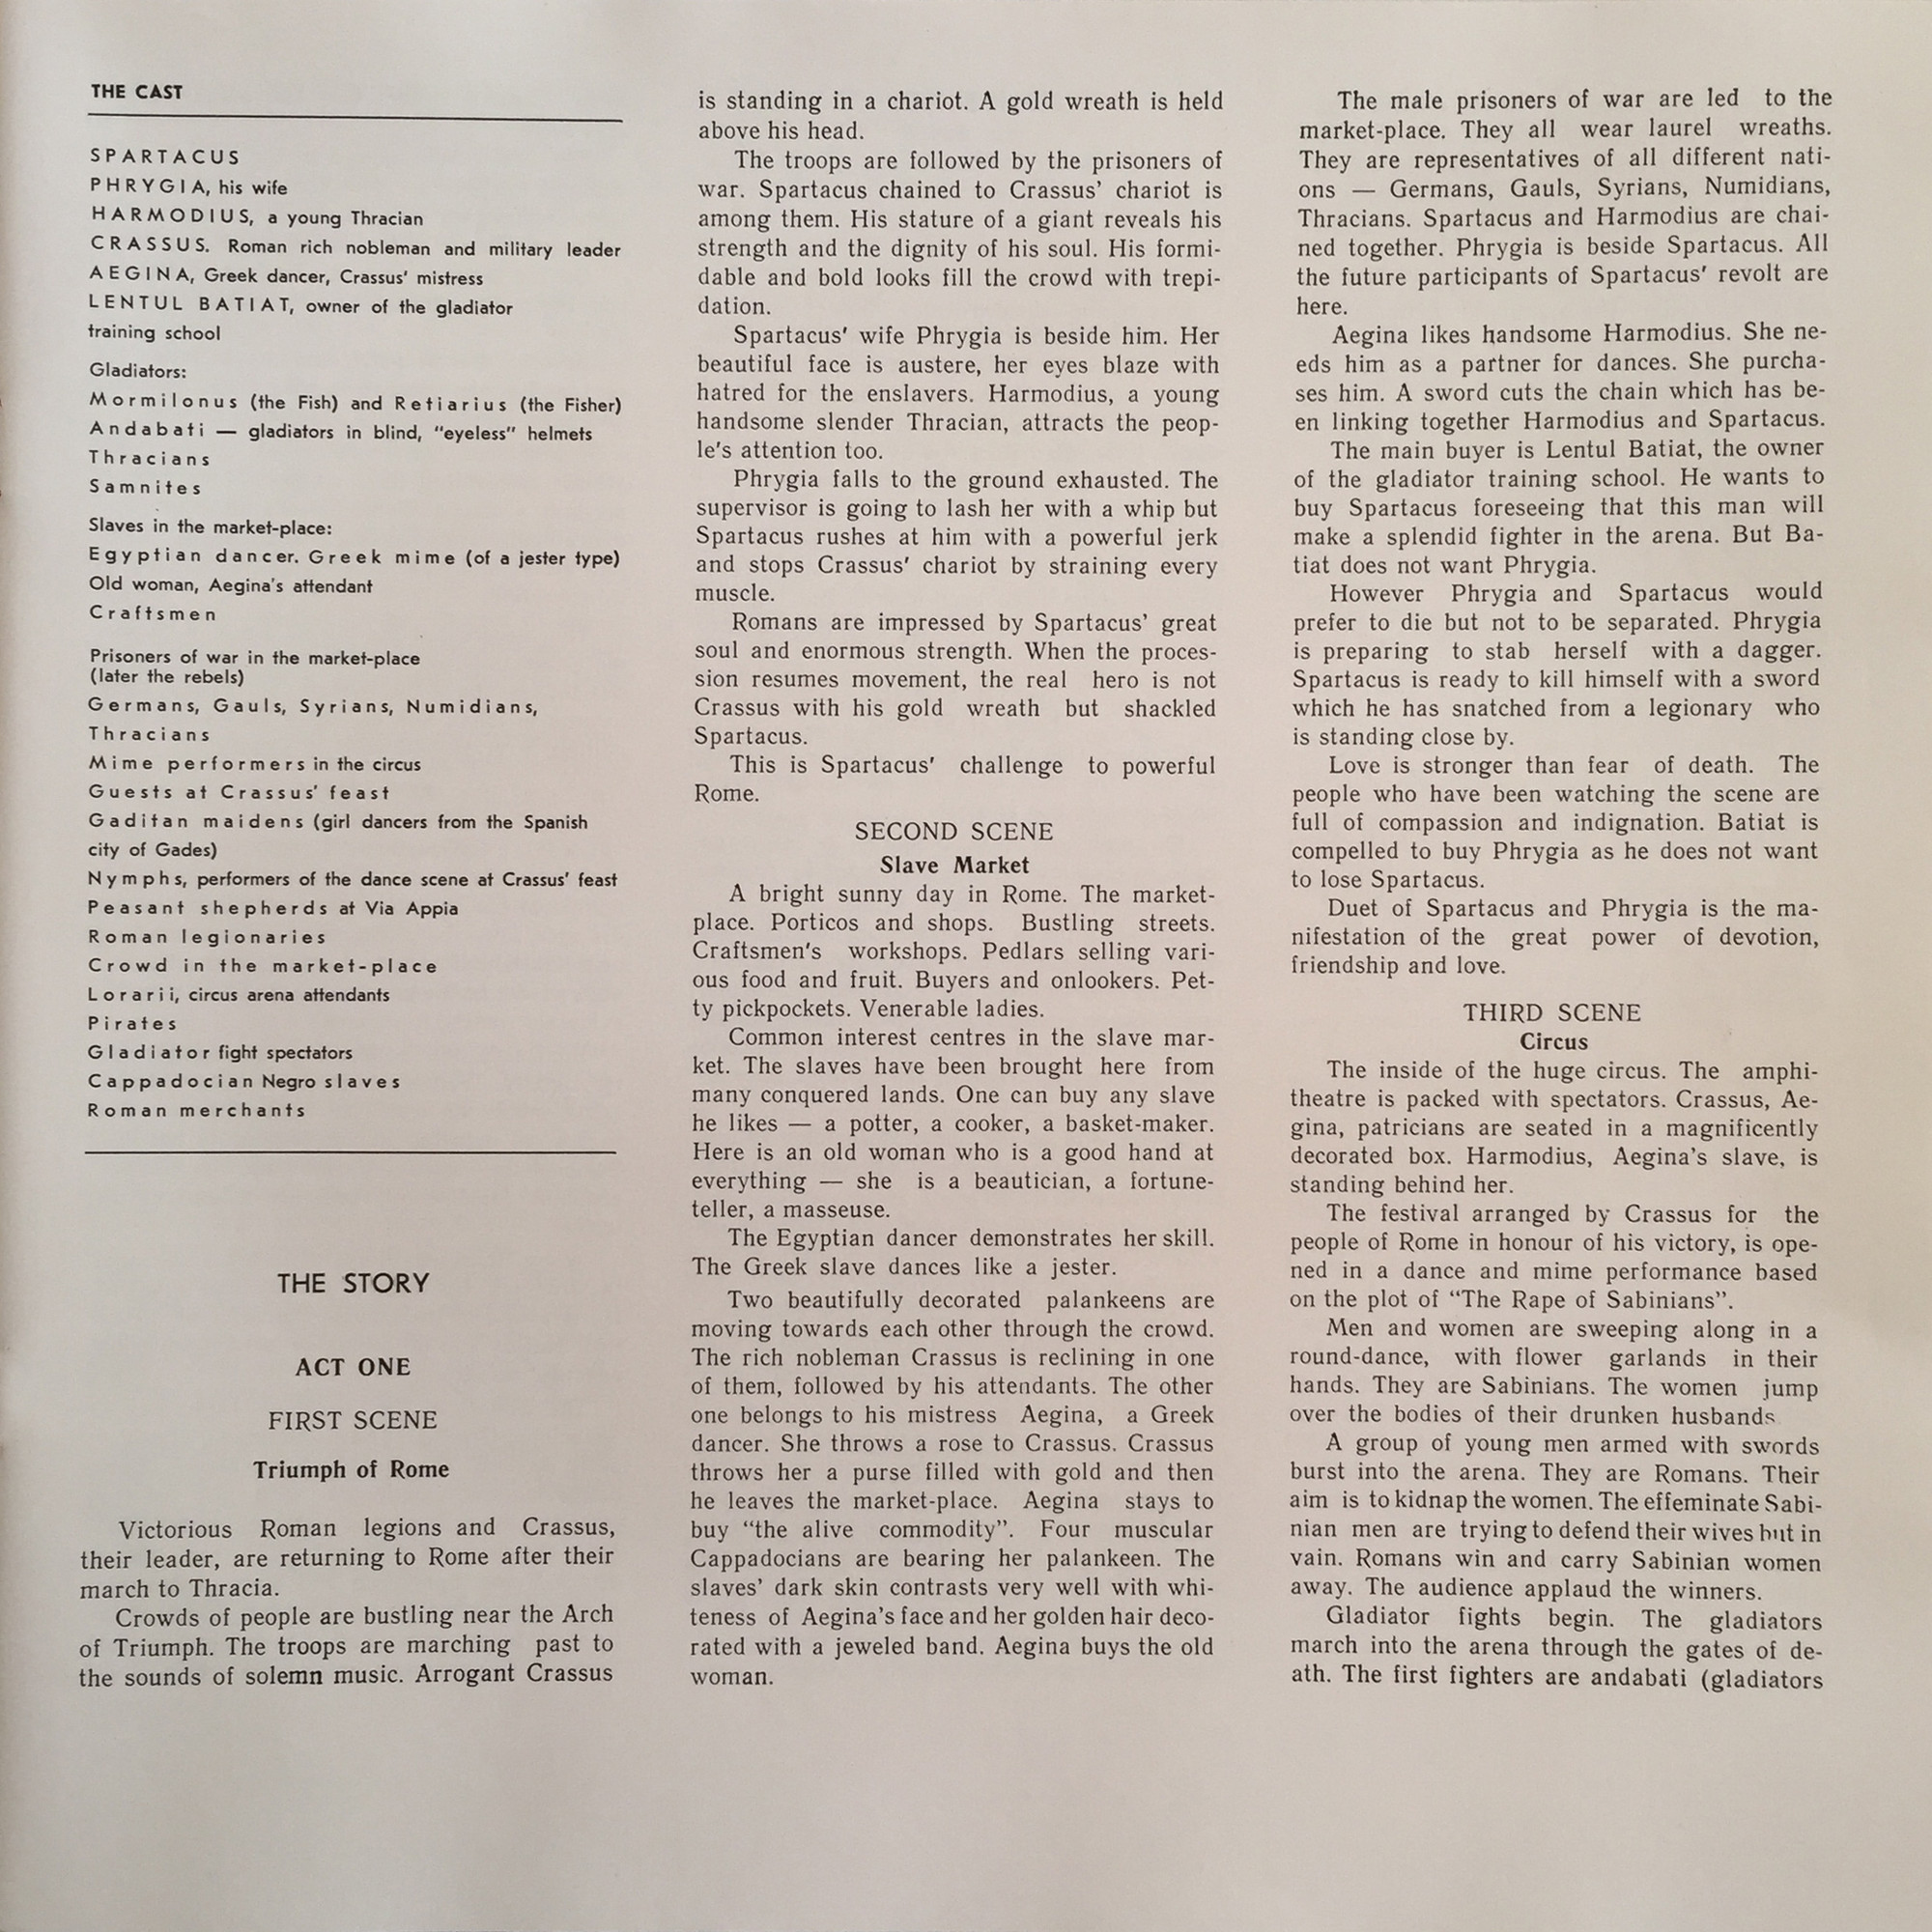 THE CAST
SPARTACUS
PHRYGIA, his wife
HARMODIUS, a young Thracian
CRASSUS. Roman rich nobleman and military leader
AEGINA, Greek dancer, Crassus' mistress
LENTUL BATIAT, owner of the gladiator
training school
Gladiators:
Mormilonus (the Fish) and Retiarius (the Fisher)
Andabati — gladiators in blind, "eyeless" helmets
Thracians
Samnites
Slaves in the market-place:
Egyptian dancer. Greek mime (of a jester type)
Old woman, Aegina's attendant
Craftsmen
Prisoners of war in the market-place
(later the rebels)
Germans, Gauls, Syrians, Numidians,
Thracians
Mime performers in the circus
Guests at Crassus' feast
Gaditan maidens (girl dancers from the Spanish
city of Gades)
Nymphs, performers of the dance scene at Crassus' feast
Peasant shepherds at Via Appia
Roman legionaries
Crowd in the market-place
Lorarii, circus arena attendants
Pirates
Gladiator fight spectators
Cappadocian Negro slaves
Roman merchants
THE STORY
ACT ONE
FIRST SCENE
Triumph of Rome
Victorious Roman legions and Crassus,
their leader, are returning to Rome after their
march to Thracia.
Crowds of people are bustling near the Arch
of Triumph. The troops are marching past to
the sounds of solemn music. Arrogant Crassus
is standing in a chariot. A gold wreath is held
above his head.
The troops are followed by the prisoners of
war. Spartacus chained to Crassus' chariot is
among them. His stature of a giant reveals his
strength and the dignity of his soul. His formi-
dable and bold looks fill the crowd with trepi-
dation.
Spartacus' wife Phrygia is beside him. Her
beautiful face is austere, her eyes blaze with
hatred for the enslavers. Harmodius, a young
handsome slender Thracian, attracts the peop-
le's attention too.
Phrygia falls to the ground exhausted. The
supervisor is going to lash her with a whip but
Spartacus rushes at him with a powerful jerk
and stops Crassus' chariot by straining every
muscle.
Romans are impressed by Spartacus' great
soul and enormous strength. When the proces-
sion resumes movement, the real hero is not
Crassus with his gold wreath but shackled
Spartacus.
This is Spartacus' challenge to powerful
Rome.
SECOND SCENE
Slave Market
A bright sunny day in Rome. The market-
place. Porticos and shops. Bustling streets.
Craftsmen's workshops. Pedlars selling vari-
ous food and fruit. Buyers and onlookers. Pet-
ty pickpockets. Venerable ladies.
Common interest centres in the slave mar-
ket. The slaves have been brought here from
many conquered lands. One can buy any slave
he likes — a potter, a cooker, a basket-maker.
Here is an old woman who is a good hand at
everything — she is a beautician, a fortune-
teller, a masseuse.
The Egyptian dancer demonstrates her skill.
The Greek slave dances like a jester.
Two beautifully decorated palankeens are
moving towards each other through the crowd.
The rich nobleman Crassus is reclining in one
of them, followed by his attendants. The other
one belongs to his mistress Aegina, a Greek
dancer. She throws a rose to Crassus. Crassus
throws her a purse filled with gold and then
he leaves the market-place. Aegina stays to
buy "the alive commodity". Four muscular
Cappadocians are bearing her palankeen. The
slaves' dark skin contrasts very well with whi-
teness of Aegina's face and her golden hair deco-
rated with a jeweled band. Aegina buys the old
woman.
The male prisoners of war are led to the
market-place. They all wear laurel wreaths.
They are representatives of all different nati-
ons — Germans, Gauls, Syrians, Numidians,
Thracians. Spartacus and Harmodius are chai-
ned together. Phrygia is beside Spartacus. All
the future participants of Spartacus' revolt are
here.
Aegina likes handsome Harmodius. She ne-
eds him as a partner for dances. She purcha-
ses him. A sword cuts the chain which has be-
en linking together Harmodius and Spartacus.
The main buyer is Lentul Batiat, the owner
of the gladiator training school. He wants to
buy Spartacus foreseeing that this man will
make a splendid fighter in the arena. But Ba-
tiat does not want Phrygia.
However Phrygia and Spartacus would
prefer to die but not to be separated. Phrygia
is preparing to stab herself with a dagger.
Spartacus is ready to kill himself with a sword
which he has snatched from a legionary who
is standing close by.
Love is stronger than fear of death. The
people who have been watching the scene are
full of compassion and indignation. Batiat is
compelled to buy Phrygia as he does not want
to lose Spartacus.
Duet of Spartacus and Phrygia is the ma-
nifestation of the great power of devotion,
friendship and love.
THIRD SCENE
Circus
The inside of the huge circus. The amphi-
theatre is packed with spectators. Crassus, Ae-
gina, patricians are seated in a magnificently
decorated box. Harmodius, Aegina's slave, is
standing behind her.
The festival arranged by Crassus for the
people of Rome in honour of his victory, is ope-
ned in a dance and mime performance based
on the plot of "The Rape of Sabinians".
Men and women are sweeping along in a
round-dance, with flower garlands in their
hands. They are Sabinians. The women jump
over the bodies of their drunken husbands
A group of young men armed with swords
burst into the arena. They are Romans. Their
aim is to kidnap the women. The effeminate Sabi-
nian men are trying to defend their wives but in
vain. Romans win and carry Sabinian women
away. The audience applaud the winners.
Gladiator fights begin. The gladiators
march into the arena through the gates of de-
ath. The first fighters are andabati (gladiators